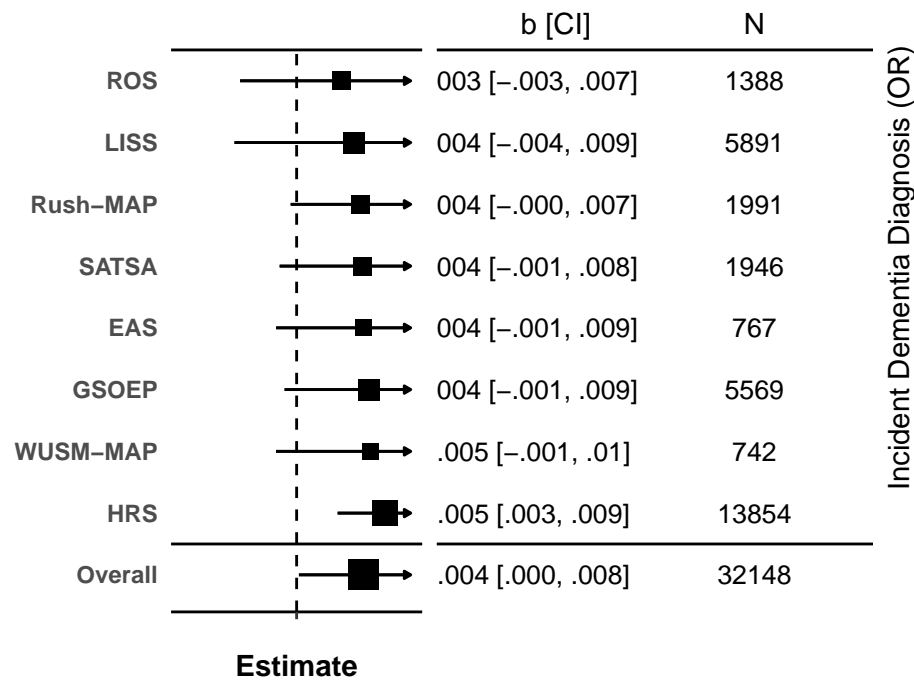 b [CI] N
ROS 003 [−.003, .007] 1388
LISS 004 [−.004, .009] 5891
Rush−MAP 004 [−.000, .007] 1991
SATSA 004 [−.001, .008] 1946
EAS 004 [−.001, .009] 767
GSOEP 004 [−.001, .009] 5569
WUSM−MAP .005 [−.001, .01] 742
HRS .005 [.003, .009] 13854
Overall .004 [.000, .008] 32148
Estimate
Incident Dementia Diagnosis (OR)